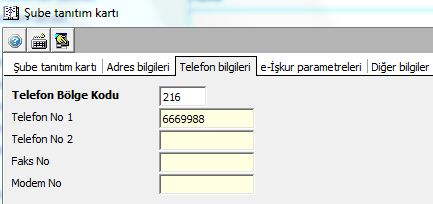 Şube tanıtım kartı
Şube tanıtım kartı Adres bilgileri Telefon bilgileri e-İşkur parametreleri Diğer bilgiler
Telefon Bölge Kodu 216
Telefon No 1 6669988
Telefon No 2
Faks No
Modem No